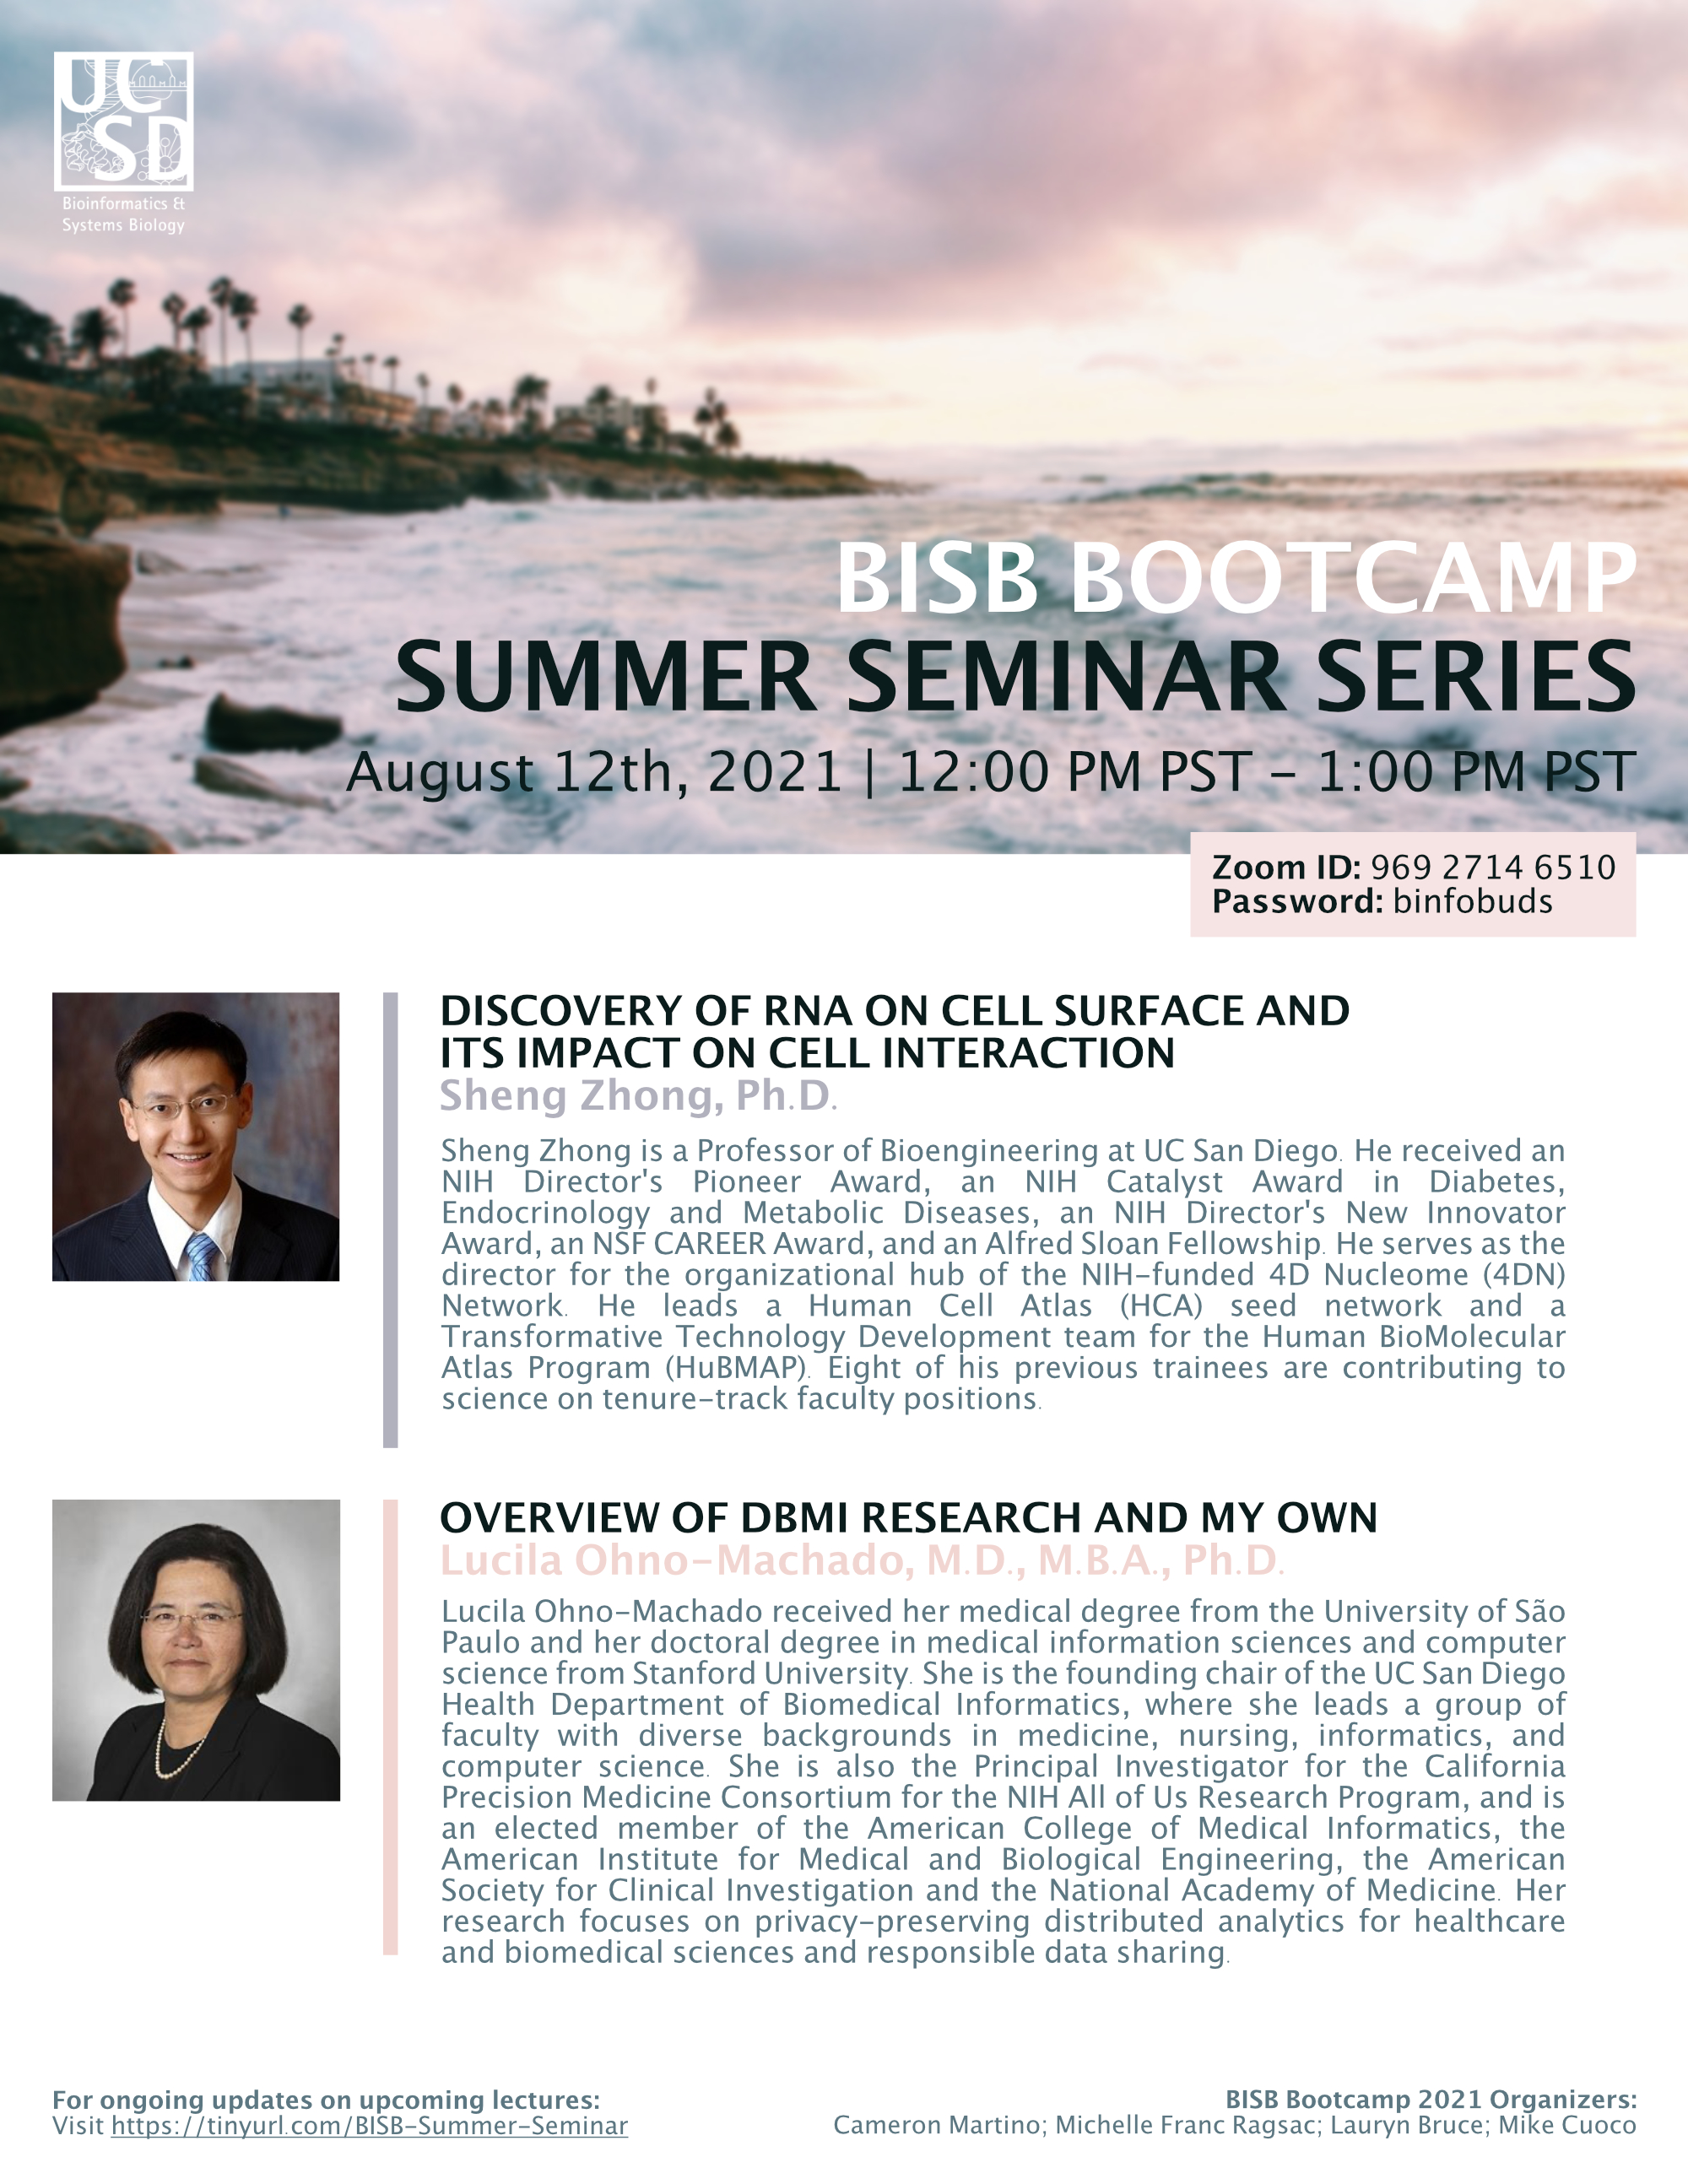 UC
SD
Bioinformatics &
Systems Biology
BISB BOOTCAMP
SUMMER SEMINAR SERIES
August 12th, 2021 | 12:00 PM PST – 1:00 PM PST
Zoom ID: 969 2714 6510
Password: binfobuds
DISCOVERY OF RNA ON CELL SURFACE AND
ITS IMPACT ON CELL INTERACTION
Sheng Zhong, Ph.D.
Sheng Zhong is a Professor of Bioengineering at UC San Diego. He received an
NIH Director's Pioneer Award, an NIH Catalyst Award in Diabetes,
Endocrinology and Metabolic Diseases, an NIH Director's New Innovator
Award, an NSF CAREER Award, and an Alfred Sloan Fellowship. He serves as the
director for the organizational hub of the NIH-funded 4D Nucleome (4DN)
Network. He leads a Human Cell Atlas (HCA) seed network and a
Transformative Technology Development team for the Human BioMolecular
Atlas Program (HuBMAP). Eight of his previous trainees are contributing to
science on tenure-track faculty positions.
OVERVIEW OF DBMI RESEARCH AND MY OWN
Lucila Ohno-Machado, M.D., M.B.A., Ph.D.
Lucila Ohno-Machado received her medical degree from the University of São
Paulo and her doctoral degree in medical information sciences and computer
science from Stanford University. She is the founding chair of the UC San Diego
Health Department of Biomedical Informatics, where she leads a group of
faculty with diverse backgrounds in medicine, nursing, informatics, and
computer science. She is also the Principal Investigator for the California
Precision Medicine Consortium for the NIH All of Us Research Program, and is
an elected member of the American College of Medical Informatics, the
American Institute for Medical and Biological Engineering, the American
Society for Clinical Investigation and the National Academy of Medicine. Her
research focuses on privacy-preserving distributed analytics for healthcare
and biomedical sciences and responsible data sharing.
For ongoing updates on upcoming lectures:
Visit https://tinyurl.com/BISB-Summer-Seminar
BISB Bootcamp 2021 Organizers:
Cameron Martino; Michelle Franc Ragsac; Lauryn Bruce; Mike Cuoco